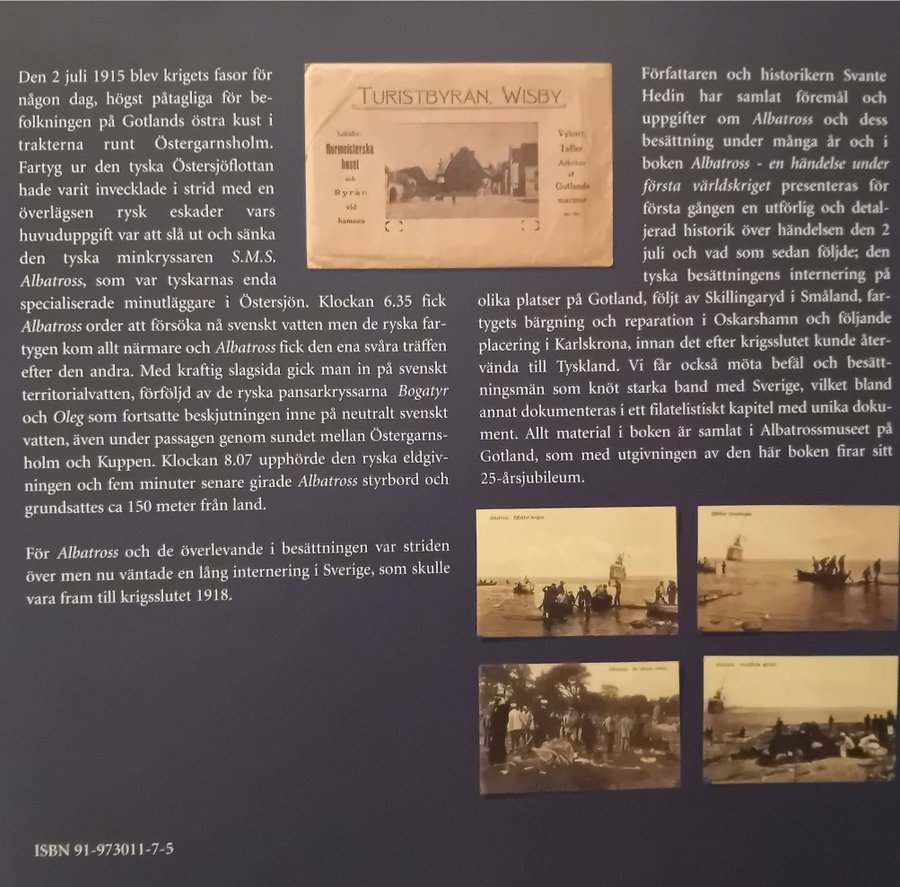 Den 2 juli 1915 blev krigets fasor för
någon dag, högst påtagliga för be-
folkningen på Gotlands östra kust i
trakterna runt Östergarnsholm.
Fartyg ur den tyska Östersjöflottan
hade varit invecklade i strid med en
överlägsen rysk eskader vars
huvuduppgift var att slå ut och sänka
den tyska minkryssaren S.M.S.
Albatross, som var tyskarnas enda
specialiserade minutläggare i Östersjön. Klockan 6.35 fick
Albatross order att försöka nå svenskt vatten men de ryska far-
tygen kom allt närmare och Albatross fick den ena svåra träffen
efter den andra. Med kraftig slagsida gick man in på svenskt
territorialvatten, förföljd av de ryska pansarkryssarna Bogatyr
och Oleg som fortsatte beskjutningen inne på neutralt svenskt
vatten, även under passagen genom sundet mellan Östergarns-
holm och Kuppen. Klockan 8.07 upphörde den ryska eldgiv-
ningen och fem minuter senare girade Albatross styrbord och
grundsattes ca 150 meter från land.
För Albatross och de överlevande i besättningen var striden
över men nu väntade en lång internering i Sverige, som skulle
vara fram till krigsslutet 1918.
TURISTBYRÅN, WISBY
Burmeisterska
huset
och
Byrån
vid
hamnen
Vykort,
Taflor,
Arbeten
af
Gotlands
marmor
Författaren och historikern Svante
Hedin har samlat föremål och
uppgifter om Albatross och dess
besättning under många år och i
boken Albatross - en händelse under
första världskriget presenteras för
första gången en utförlig och detal-
jerad historik över händelsen den 2
juli och vad som sedan följde; den
tyska besättningens internering på
olika platser på Gotland, följt av Skillingaryd i Småland, far-
tygets bärgning och reparation i Oskarshamn och följande
placering i Karlskrona, innan det efter krigsslutet kunde åter-
vända till Tyskland. Vi får också möta befäl och besätt-
ningsmän som knöt starka band med Sverige, vilket bland
annat dokumenteras i ett filatelistiskt kapitel med unika doku-
ment. Allt material i boken är samlat i Albatrossmuseet på
Gotland, som med utgivningen av den här boken firar sitt
25-årsjubileum.
ISBN 91-973011-7-5